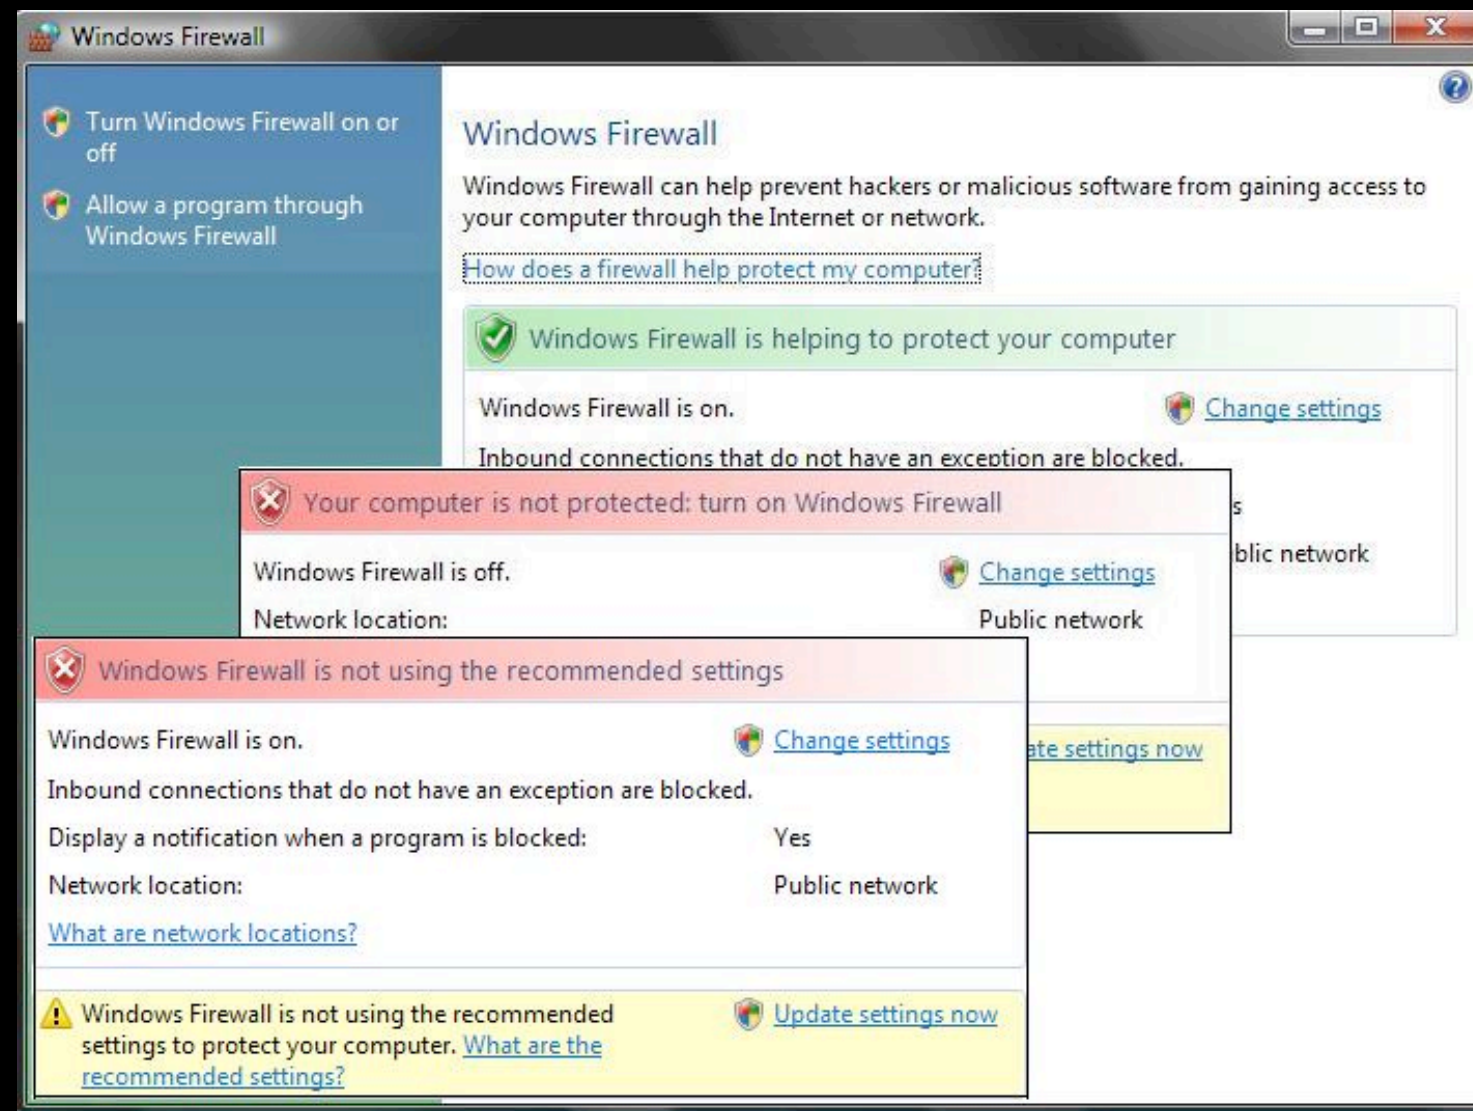 Windows Firewall
Turn Windows Firewall on or
off
Allow a program through
Windows Firewall
Windows Firewall
Windows Firewall can help prevent hackers or malicious software from gaining access to
your computer through the Internet or network.
How does a firewall help protect my computer?
Windows Firewall is helping to protect your computer
Windows Firewall is on.
Change settings
Inbound connections that do not have an exception are blocked.
network
Your computer is not protected: turn on Windows Firewall
Windows Firewall is off.
Change settings
Network location:
Public network
settings now
Windows Firewall is not using the recommended settings
Windows Firewall is on.
Change settings
Inbound connections that do not have an exception are blocked.
Display a notification when a program is blocked:
Yes
Network location:
Public network
What are network locations?
Windows Firewall is not using the recommended
settings to protect your computer. What are the
recommended settings?
Update settings now